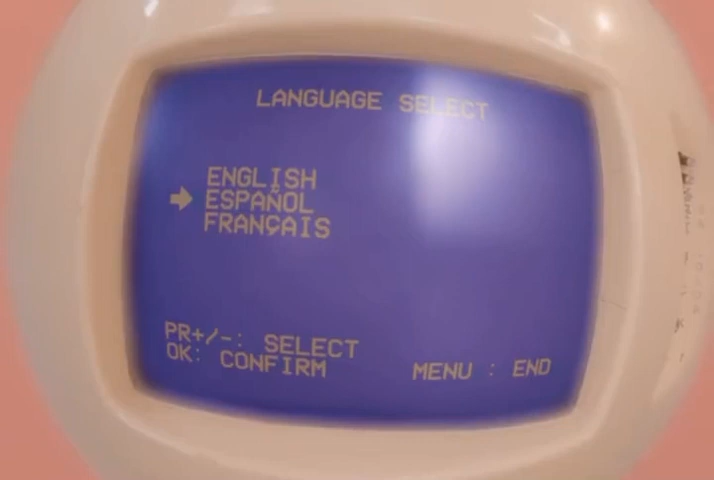 LANGUAGE SELECT
ENGLISH
ESPAÑOL
FRANÇAIS
PR+/-: SELECT
OK: CONFIRM
MENU : END